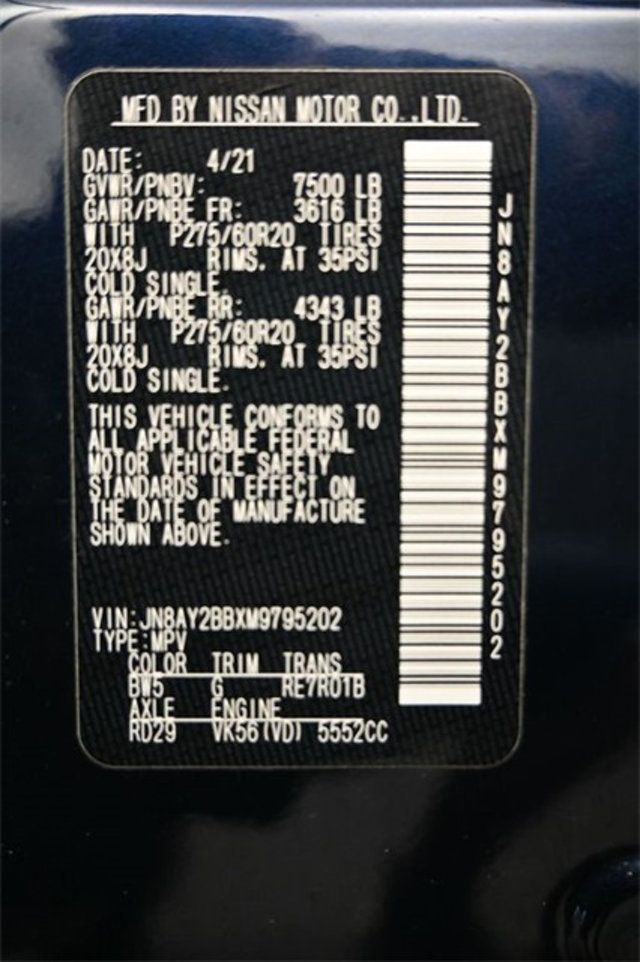 MFD BY NISSAN MOTOR CO.,LTD.
DATE: 4/21
GVWR/PNBV: 7500 LB
GAWR/PNBE FR: 3616 LB
WITH P275/60R20 TIRES
20X8J RIMS. AT 35PSI
COLD SINGLE.
GAWR/PNBE RR: 4343 LB
WITH P275/60R20 TIRES
20X8J RIMS. AT 35PSI
COLD SINGLE.
THIS VEHICLE CONFORMS TO
ALL APPLICABLE FEDERAL
MOTOR VEHICLE SAFETY
STANDARDS IN EFFECT ON
THE DATE OF MANUFACTURE
SHOWN ABOVE.
VIN:JN8AY2BBXM9795202
TYPE:MPV
COLOR TRIM TRANS
BW5 G RE7R01B
AXLE ENGINE
RD29 VK56(VD) 5552CC
JN8AY2BBXM9795202